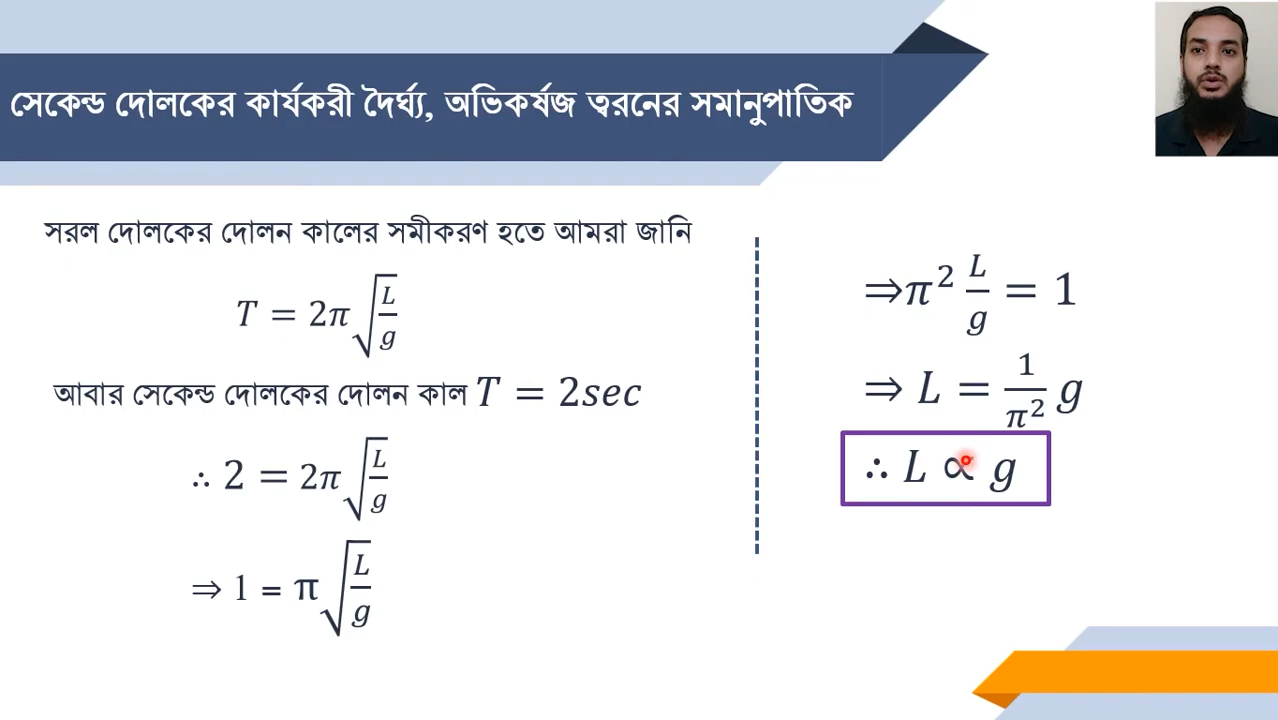 সেকেন্ড দোলকের কার্যকরী দৈর্ঘ্য, অভিকর্ষজ ত্বরনের সমানুপাতিক
সরল দোলকের দোলন কালের সমীকরণ হতে আমরা জানি
T = 2π√(L/g)
আবার সেকেন্ড দোলকের দোলন কাল T = 2sec
∴ 2 = 2π√(L/g)
⇒ 1 = π√(L/g)
⇒π² L/g = 1
⇒ L = 1/π² g
∴ L ∝ g